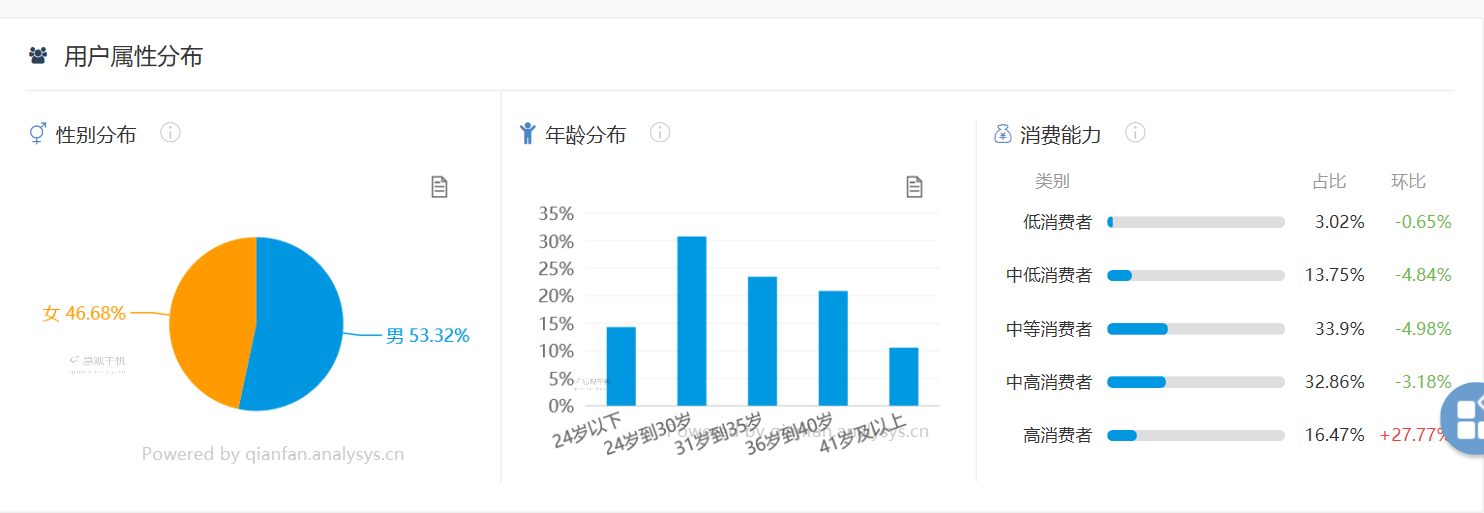 用户属性分布
性别分布
女 46.68%
男 53.32%
易观千帆
Powered by qianfan.analysys.cn
年龄分布
35%
30%
25%
20%
15%
10%
5%
0%
易观千帆
24岁以下
24岁到30岁
31岁到35岁
36岁到40岁
41岁及以上
Powered by qianfan.analysys.cn
消费能力
类别 占比 环比
低消费者 3.02% -0.65%
中低消费者 13.75% -4.84%
中等消费者 33.9% -4.98%
中高消费者 32.86% -3.18%
高消费者 16.47% +27.77%